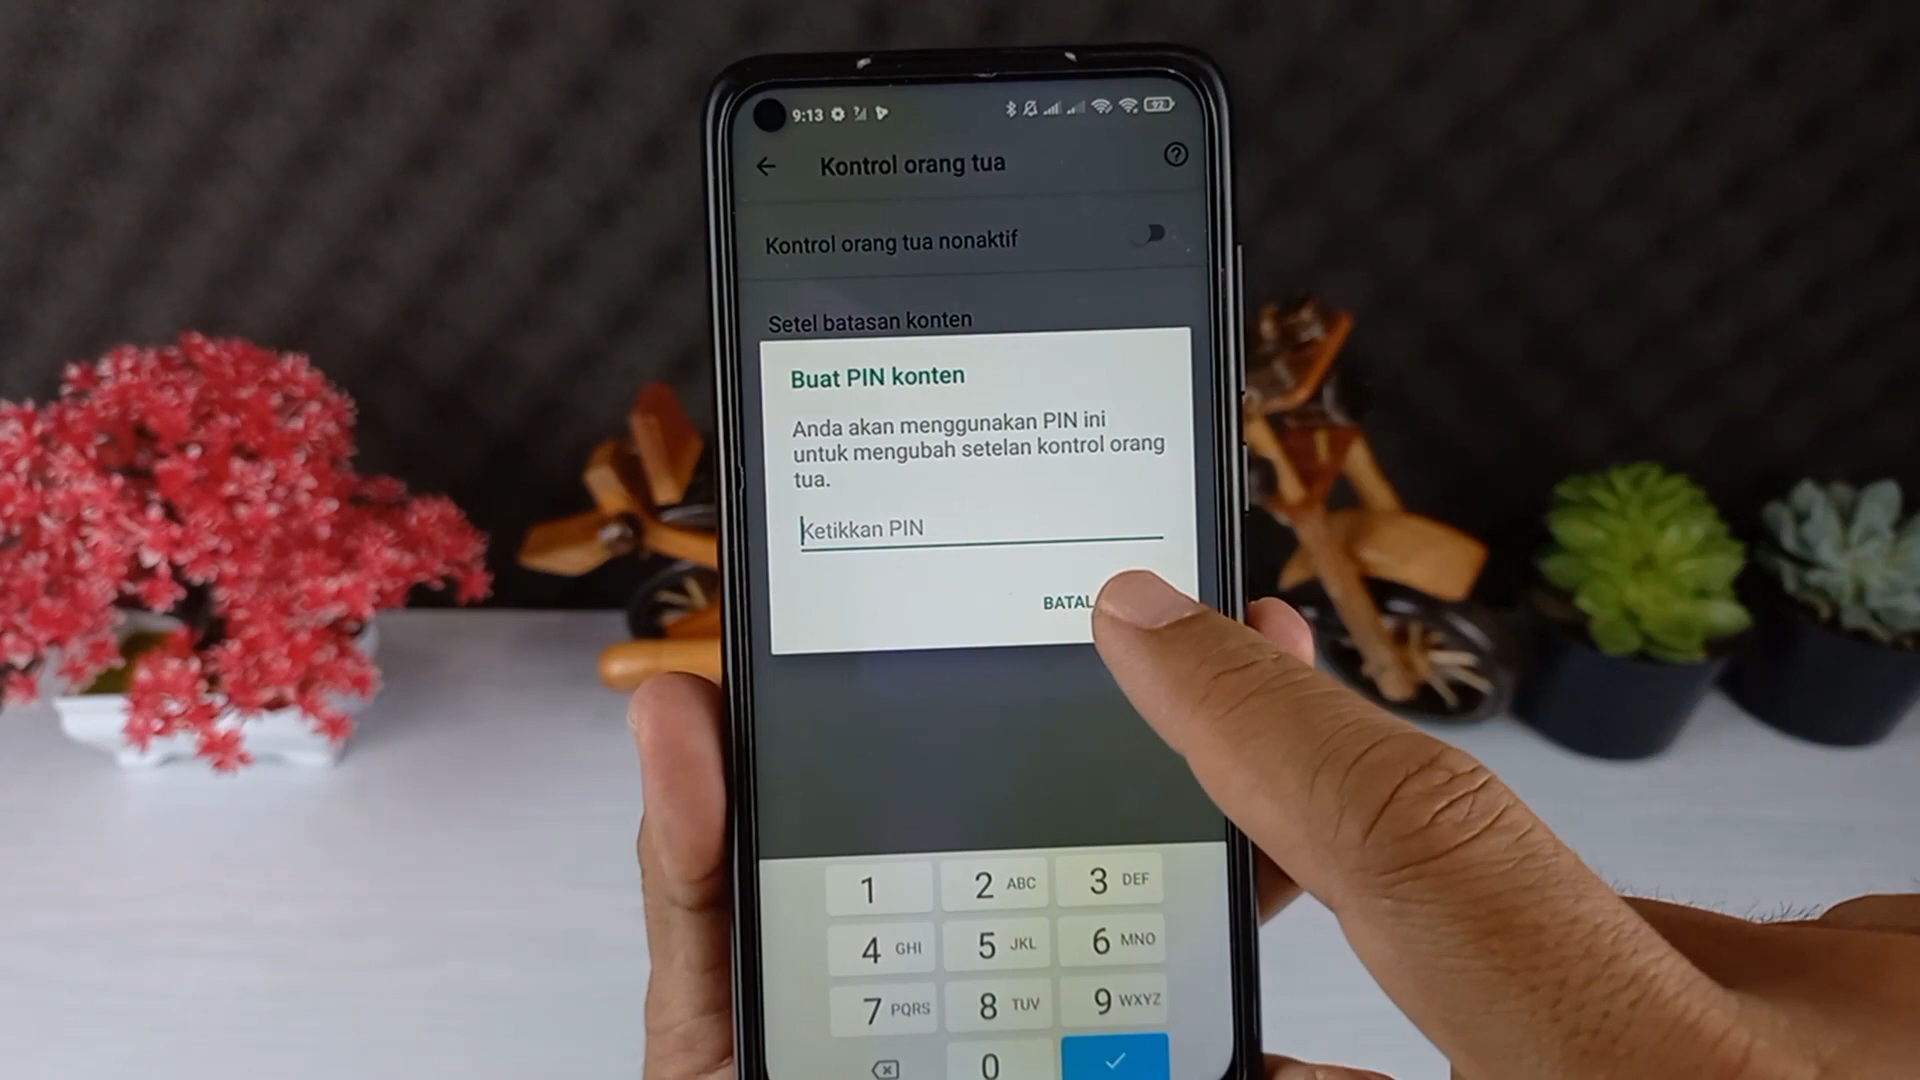 9:13
92
Kontrol orang tua
Kontrol orang tua nonaktif
Setel batasan konten
Buat PIN konten
Anda akan menggunakan PIN ini
untuk mengubah setelan kontrol orang
tua.
Ketikkan PIN
BATAL
1 2 ABC 3 DEF
4 GHI 5 JKL 6 MNO
7 PQRS 8 TUV 9 WXYZ
0